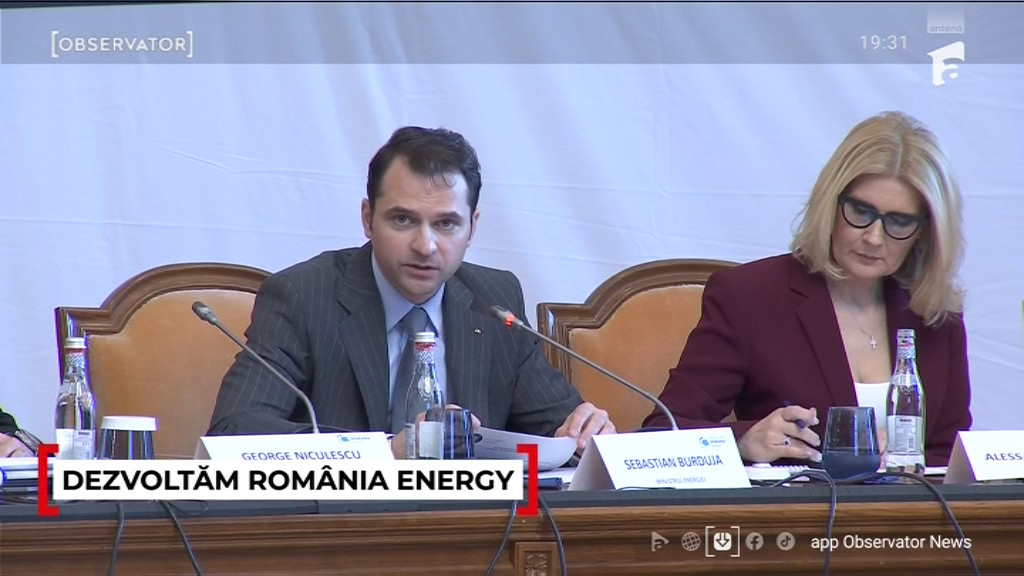 [OBSERVATOR]
19:31
antena
GEORGE NICULESCU
SEBASTIAN BURDUJA
MINISTRUL ENERGIEI
ALESS
DEZVOLTĂM ROMÂNIA ENERGY
app Observator News